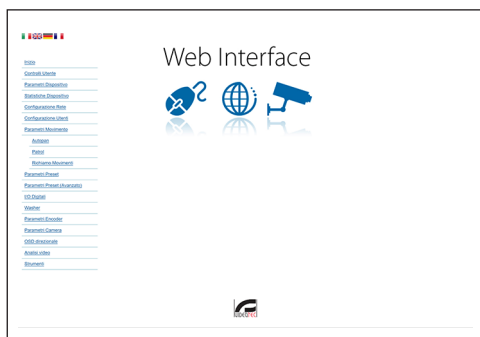 Web Interface
Inizio
Controlli Utente
Parametri Dispositivo
Statistiche Dispositivo
Configurazione Rete
Configurazione Utenti
Parametri Movimento
Autopan
Patrol
Richiamo Movimenti
Parametri Preset
Parametri Preset (Avanzato)
I/O Digitali
Washer
Parametri Encoder
Parametri Camera
OSD direzionale
Analisi video
Strumenti
videotec